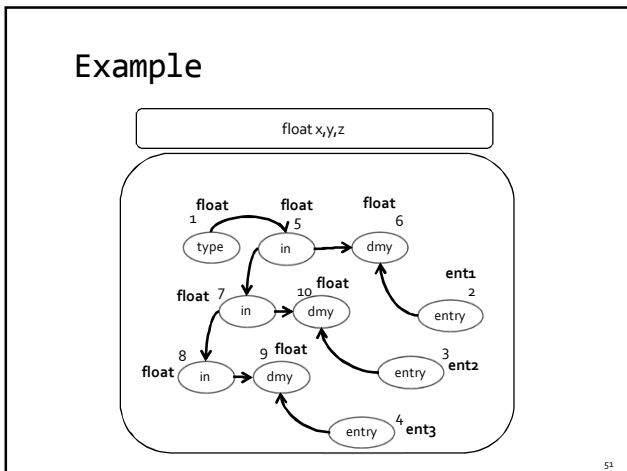 Example
float x,y,z
float float float
1 5 6
type in dmy
ent1
float 7 10 float 2
in dmy entry
8 9 float 3
float in dmy entry ent2
4
entry ent3
51